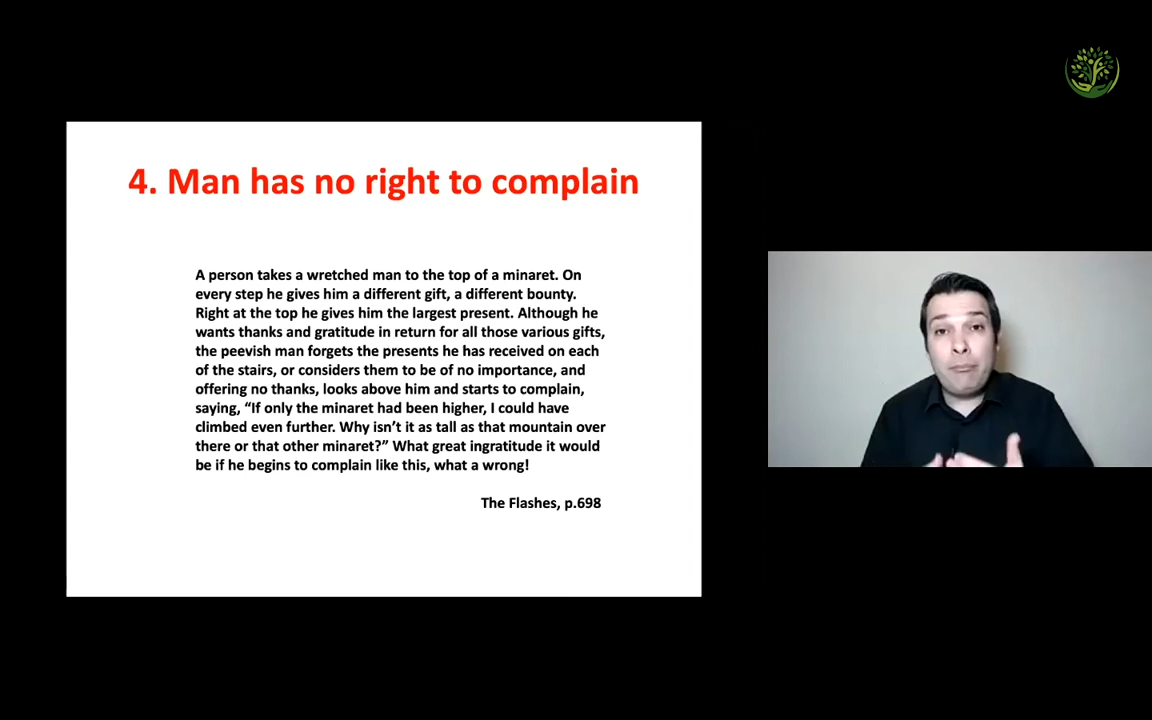 4. Man has no right to complain
A person takes a wretched man to the top of a minaret. On
every step he gives him a different gift, a different bounty.
Right at the top he gives him the largest present. Although he
wants thanks and gratitude in return for all those various gifts,
the peevish man forgets the presents he has received on each
of the stairs, or considers them to be of no importance, and
offering no thanks, looks above him and starts to complain,
saying, “If only the minaret had been higher, I could have
climbed even further. Why isn’t it as tall as that mountain over
there or that other minaret?” What great ingratitude it would
be if he begins to complain like this, what a wrong!
The Flashes, p.698